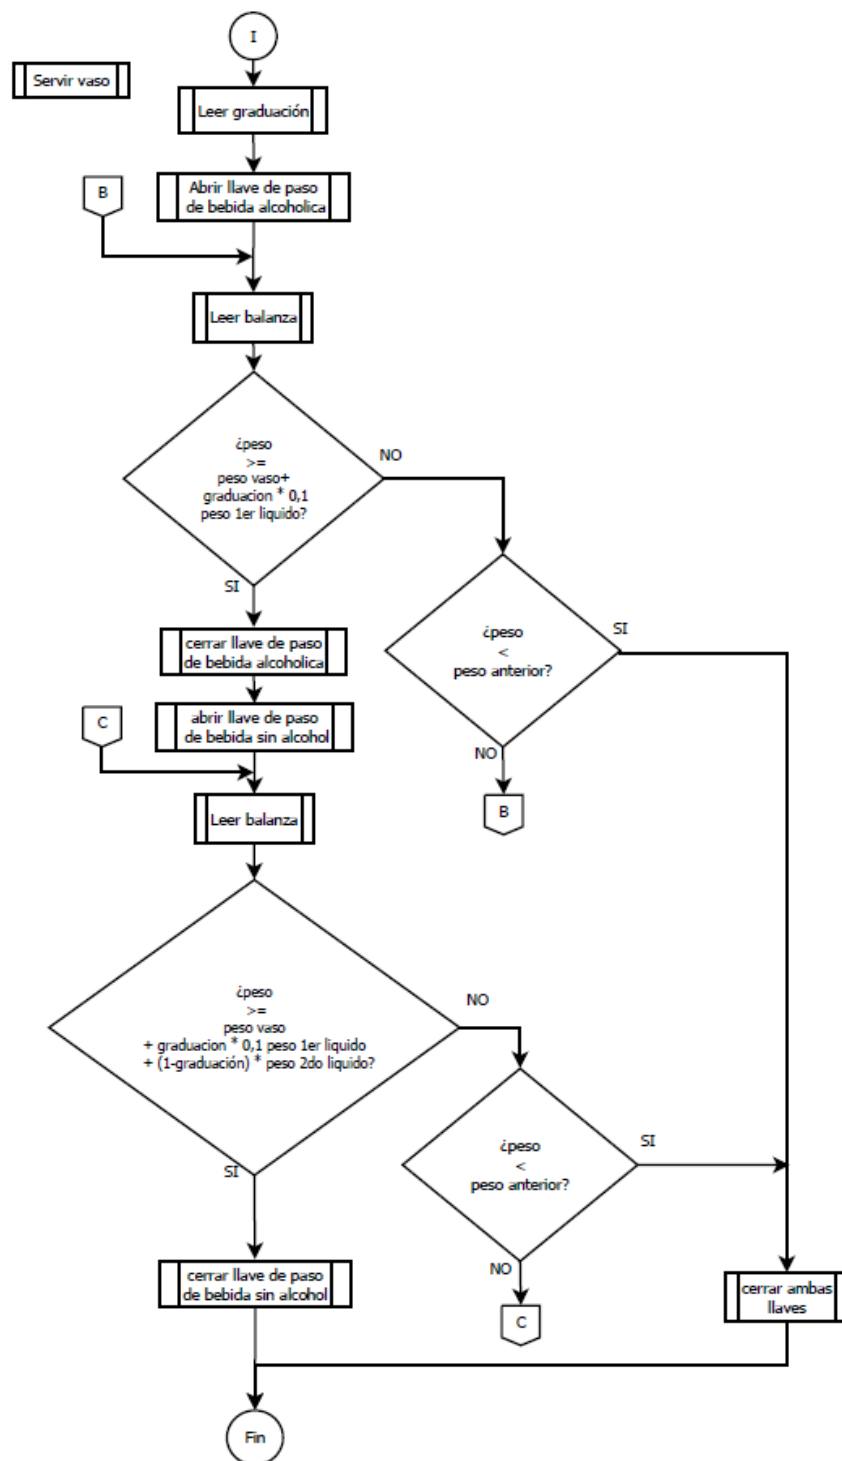 I
Servir vaso
Leer graduación
Abrir llave de paso
de bebida alcoholica
B
Leer balanza
¿peso
>=
peso vaso+
graduacion * 0,1
peso 1er liquido?
NO
SI
¿peso
<
peso anterior?
SI
NO
B
cerrar llave de paso
de bebida alcoholica
abrir llave de paso
de bebida sin alcohol
C
Leer balanza
¿peso
>=
peso vaso
+ graduacion * 0,1 peso 1er liquido
+ (1-graduación) * peso 2do liquido?
NO
SI
¿peso
<
peso anterior?
SI
NO
C
cerrar llave de paso
de bebida sin alcohol
cerrar ambas
llaves
Fin